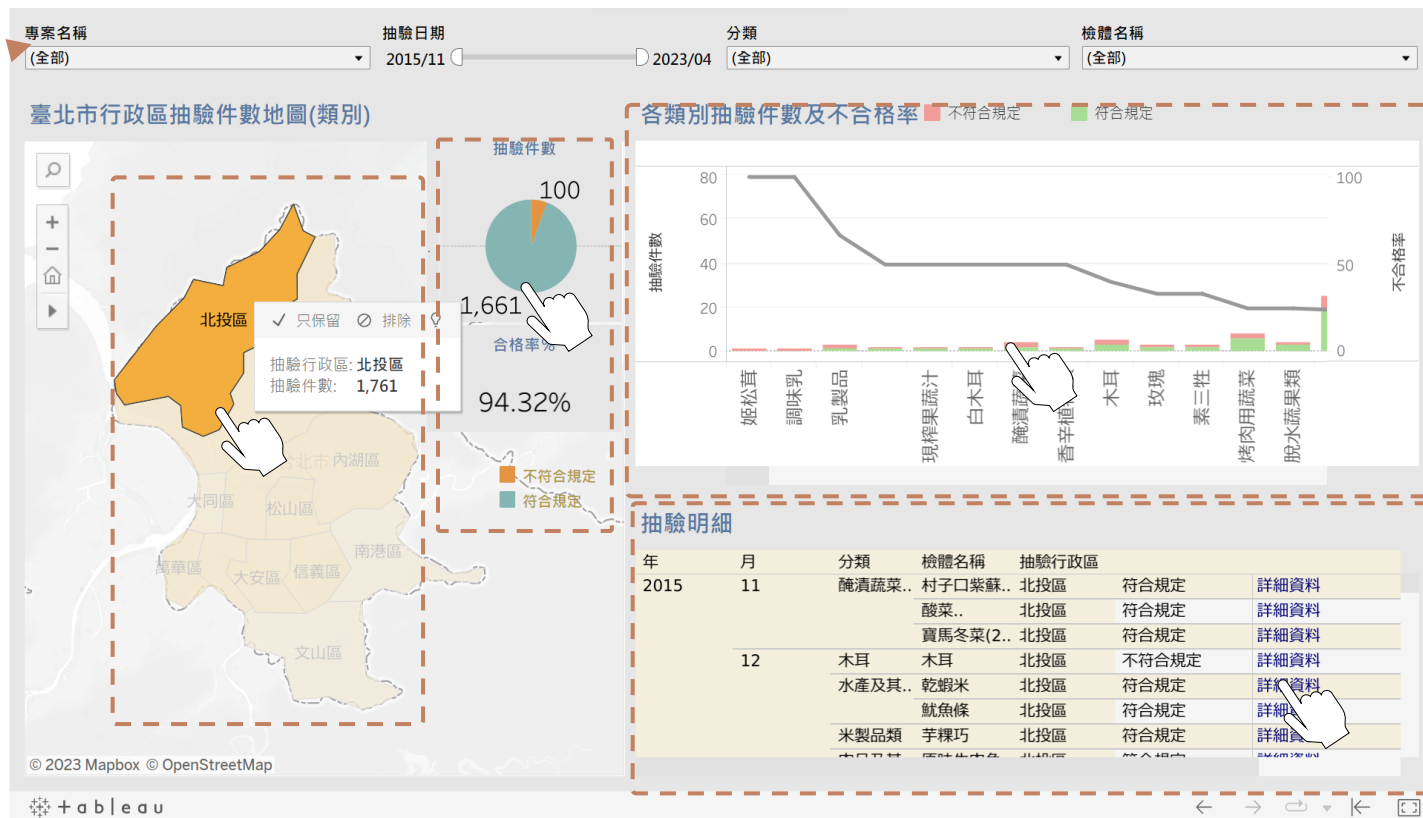 專案名稱
抽驗日期
分類
檢體名稱
(全部)
2015/11
2023/04
(全部)
(全部)
臺北市行政區抽驗件數地圖(類別)
抽驗件數
100
1,661
合格率%
94.32%
不符合規定
符合規定
北投區
只保留 排除
抽驗行政區: 北投區
抽驗件數: 1,761
台北市 內湖區
大同區
松山區
南港區
萬華區
大安區
信義區
文山區
© 2023 Mapbox © OpenStreetMap
各類別抽驗件數及不合格率
不符合規定
符合規定
抽驗件數
80
60
40
20
0
100
50
0
不合格率
姬松茸
調味乳
乳製品
現榨果蔬汁
白木耳
醃漬蔬
香辛植
木耳
玫瑰
素三牲
烤肉用蔬菜
脫水蔬果類
抽驗明細
年 月 分類 檢體名稱 抽驗行政區
2015 11 醃漬蔬菜.. 村子口紫蘇.. 北投區 符合規定 詳細資料
酸菜.. 北投區 符合規定 詳細資料
寶馬冬菜(2.. 北投區 符合規定 詳細資料
12 木耳 木耳 北投區 不符合規定 詳細資料
水產及其.. 乾蝦米 北投區 符合規定 詳細資料
魷魚條 北投區 符合規定 詳細
米製品類 芋粿巧 北投區 符合規定 詳細
+ableau